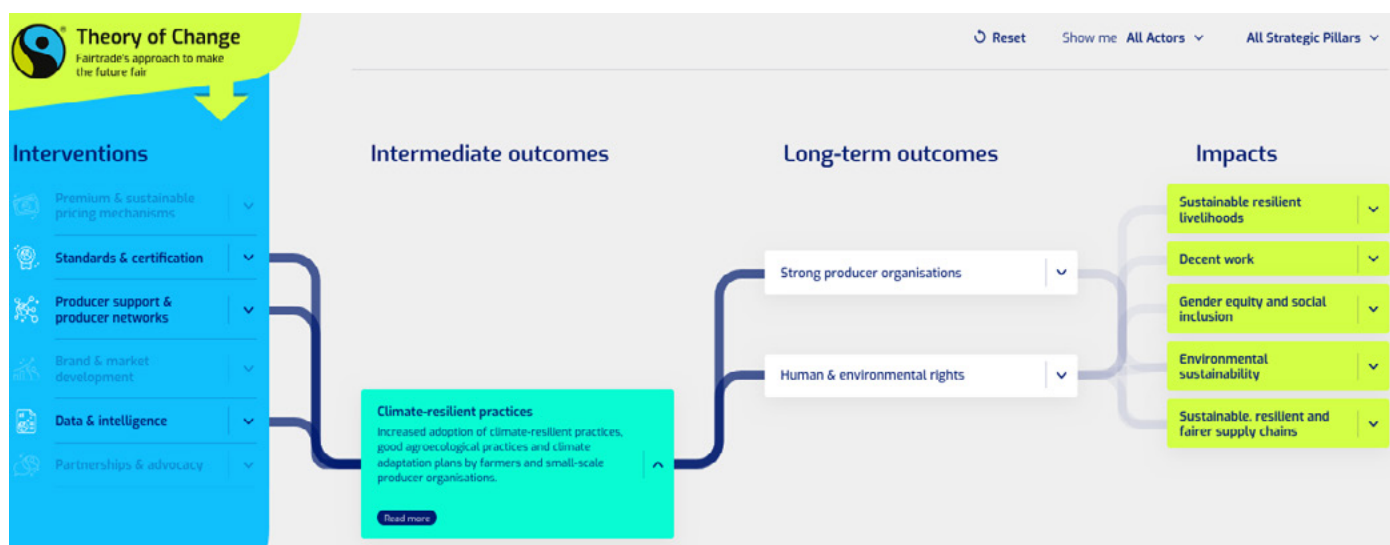 Theory of Change
Fairtrade's approach to make
the future fair
Reset
Show me All Actors
All Strategic Pillars
Interventions
Intermediate outcomes
Long-term outcomes
Impacts
Premium & sustainable
pricing mechanisms
Standards & certification
Producer support &
producer networks
Brand & market
development
Data & intelligence
Partnerships & advocacy
Climate-resilient practices
Increased adoption of climate-resilient practices,
good agroecological practices and climate
adaptation plans by farmers and small-scale
producer organisations.
Read more
Strong producer organisations
Human & environmental rights
Sustainable resilient
livelihoods
Decent work
Gender equity and social
inclusion
Environmental
sustainability
Sustainable, resilient and
fairer supply chains